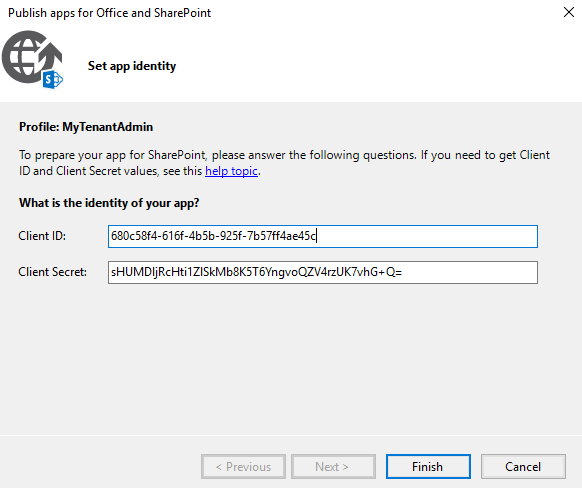 Publish apps for Office and SharePoint
Set app identity
Profile: MyTenantAdmin
To prepare your app for SharePoint, please answer the following questions. If you need to get Client
ID and Client Secret values, see this help topic.
What is the identity of your app?
Client ID: 680c58f4-616f-4b5b-925f-7b57ff4ae45c
Client Secret: sHUMDIjRcHti1ZISkMb8K5T6YngvoQZV4rzUK7vhG+Q=
< Previous Next > Finish Cancel